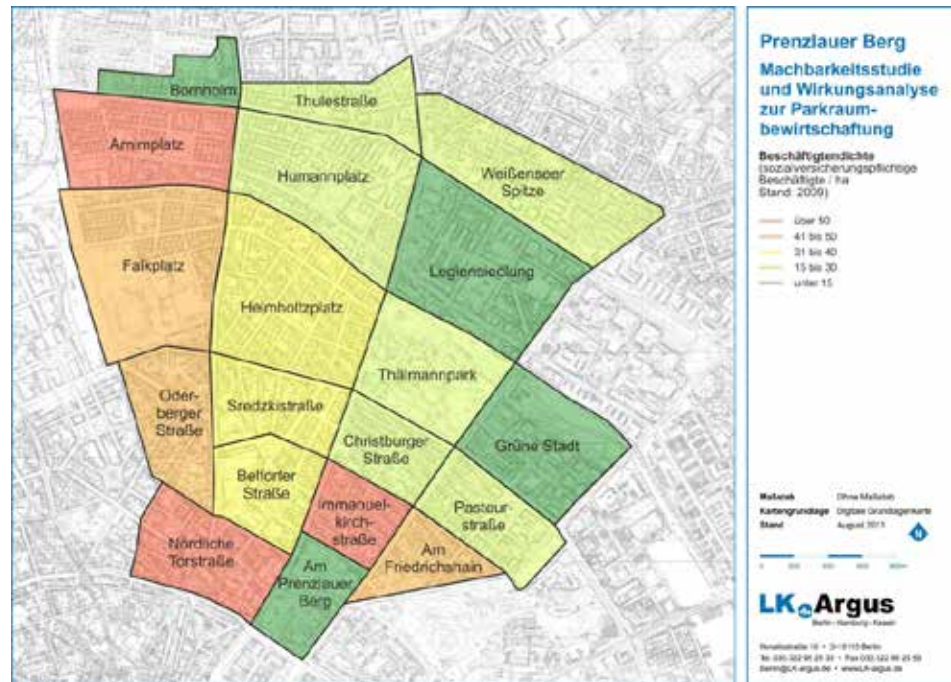 Bornholm
Thulestraße
Arnimplatz
Humannplatz
Weißenseer
Spitze
Falkplatz
Legiensiedlung
Helmholtzplatz
Thälmannpark
Oder-
berger
Straße
Sredzkistraße
Christburger
Straße
Grüne Stadt
Belforter
Straße
Immanuel-
kirch-
straße
Pasteur-
straße
Nördliche
Torstraße
Am
Prenzlauer
Berg
Am
Friedrichshain
Prenzlauer Berg
Machbarkeitsstudie
und Wirkungsanalyse
zur Parkraum-
bewirtschaftung
Beschäftigtendichte
(sozialversicherungspflichtige
Beschäftigte / ha
Stand: 2009)
über 50
41 bis 50
31 bis 40
15 bis 30
unter 15
Maßstab Ohne Maßstab
Kartengrundlage Digitale Grundlagenkarte
Stand August 2011
N
LK Argus
Berlin • Hamburg • Kassel